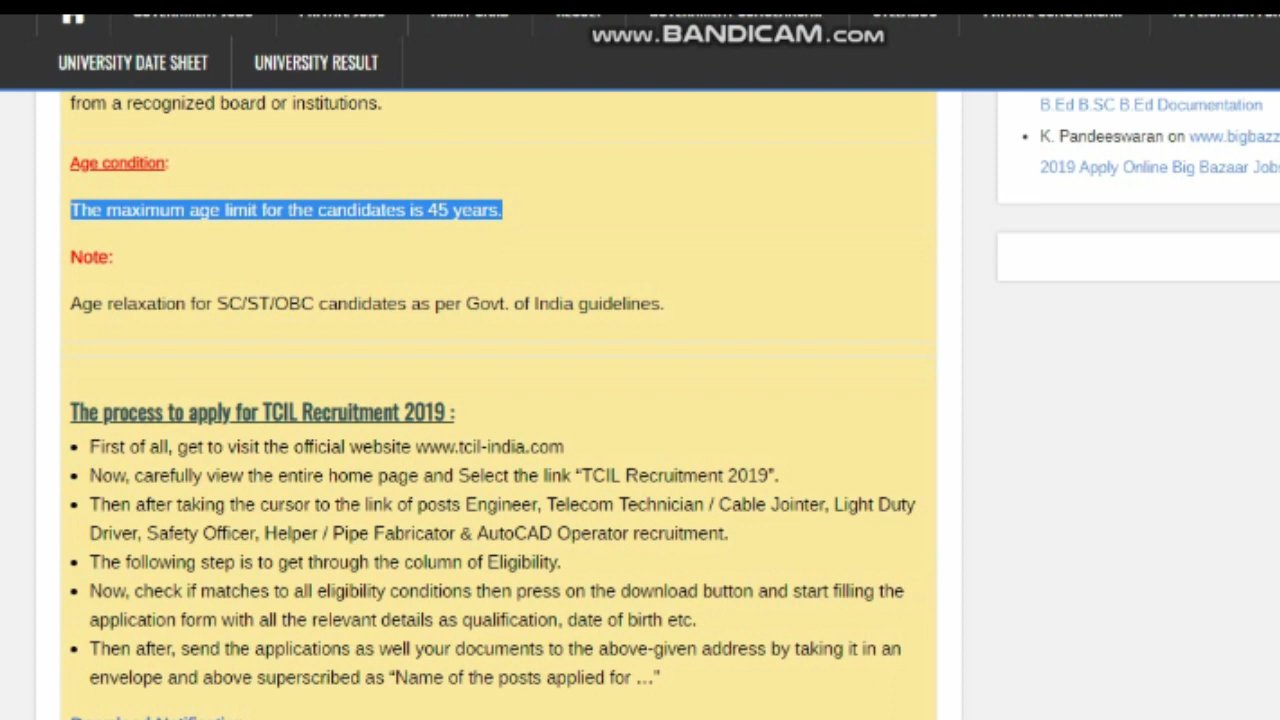 www.BANDICAM.com
UNIVERSITY DATE SHEET
UNIVERSITY RESULT
from a recognized board or institutions.
Age condition:
The maximum age limit for the candidates is 45 years.
Note:
Age relaxation for SC/ST/OBC candidates as per Govt. of India guidelines.
The process to apply for TCIL Recruitment 2019 :
• First of all, get to visit the official website www.tcil-india.com
• Now, carefully view the entire home page and Select the link “TCIL Recruitment 2019”.
• Then after taking the cursor to the link of posts Engineer, Telecom Technician / Cable Jointer, Light Duty
Driver, Safety Officer, Helper / Pipe Fabricator & AutoCAD Operator recruitment.
• The following step is to get through the column of Eligibility.
• Now, check if matches to all eligibility conditions then press on the download button and start filling the
application form with all the relevant details as qualification, date of birth etc.
• Then after, send the applications as well your documents to the above-given address by taking it in an
envelope and above superscribed as “Name of the posts applied for …”
B.Ed B.SC B.Ed Documentation
• K. Pandeeswaran on www.bigbazz
2019 Apply Online Big Bazaar Jobs